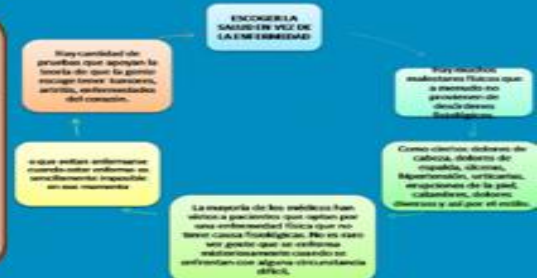 ESCOGER LA
SALUD EN VEZ DE
LA ENFERMEDAD
Hay muchos
malestares físicos que
a menudo no
provienen de
desórdenes
fisiológicos.
Como ciertos dolores de
cabeza, dolores de
espalda, úlceras,
hipertensión, urticarias,
erupciones de la piel,
calambres, dolores
diversos y así por el estilo.
La mayoría de los médicos han
visto a pacientes que optan por
una enfermedad física que no
tiene causa fisiológicas. No es raro
ver gente que se enferma
misteriosamente cuando se
enfrentan con alguna circunstancia
difícil,
o que evitan enfermarse
cuando estar enfermo es
sencillamente imposible
en ese momento
Hay cantidad de
pruebas que apoyan la
teoría de que la gente
escoge tener tumores,
artritis, enfermedades
del corazón.